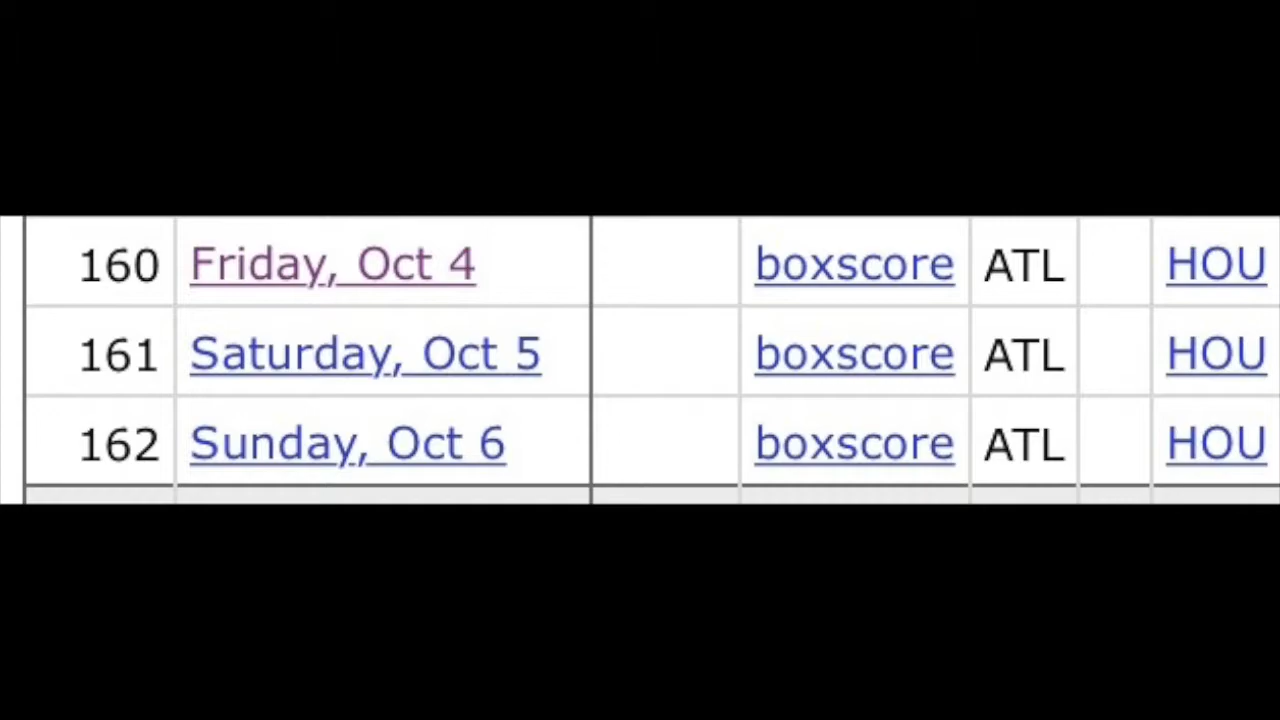 160 Friday, Oct 4 boxscore ATL HOU
161 Saturday, Oct 5 boxscore ATL HOU
162 Sunday, Oct 6 boxscore ATL HOU